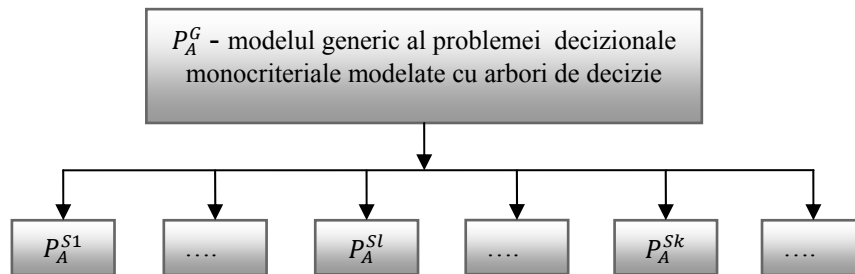 $P_A^G$ - modelul generic al problemei decizionale
monocriteriale modelate cu arbori de decizie
$P_A^{S1}$ .... $P_A^{Sl}$ .... $P_A^{Sk}$ ....